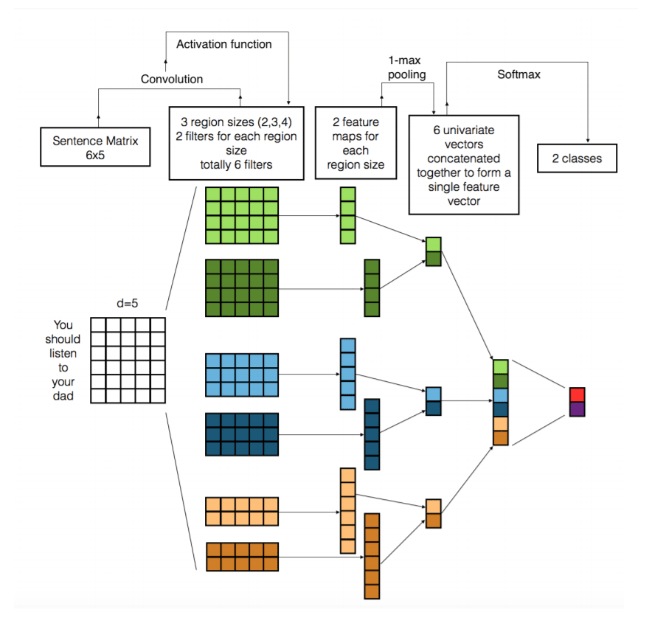 Activation function
Convolution
1-max
pooling
Softmax
Sentence Matrix
6x5
3 region sizes (2,3,4)
2 filters for each region
size
totally 6 filters
2 feature
maps for
each
region size
6 univariate
vectors
concatenated
together to form a
single feature
vector
2 classes
d=5
You
should
listen
to
your
dad